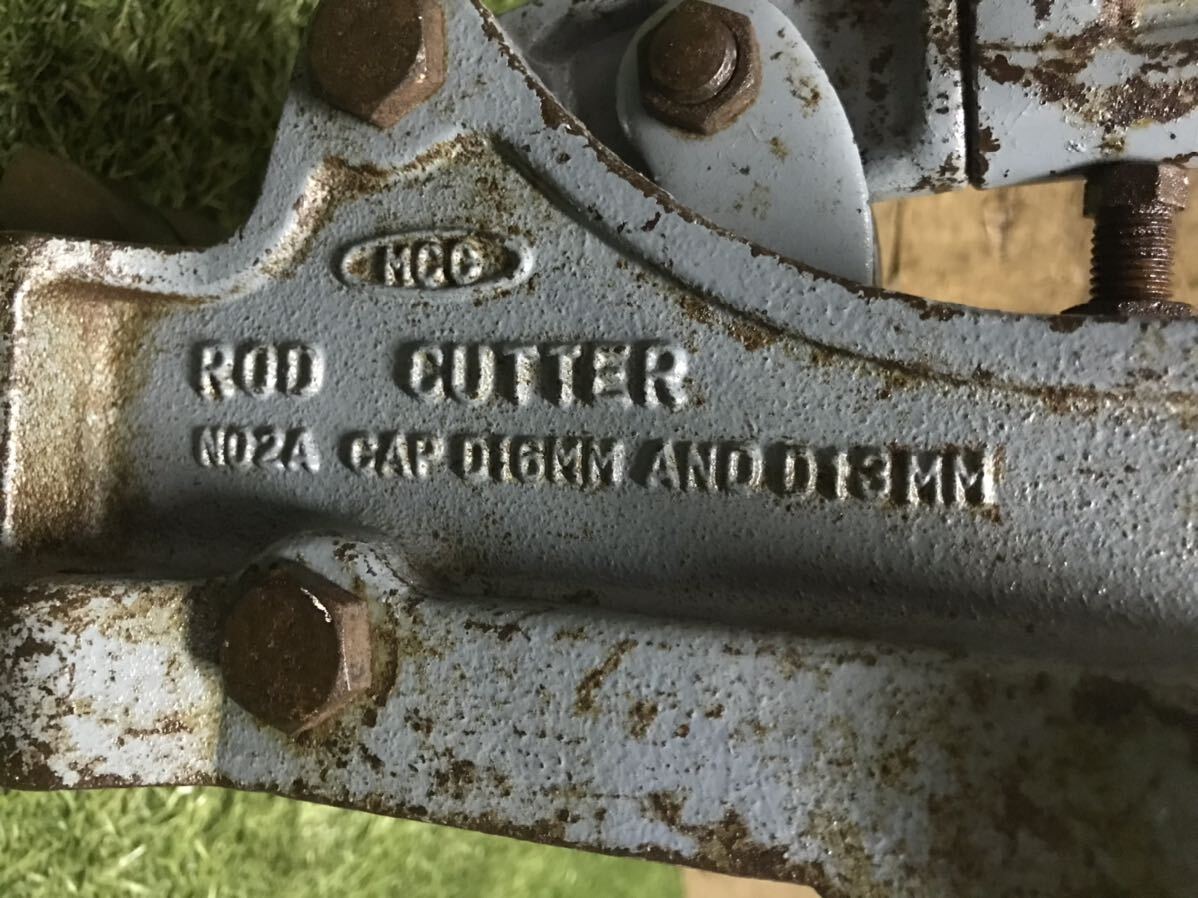 MCC
ROD CUTTER
NO2A CAP D16MM AND D13MM